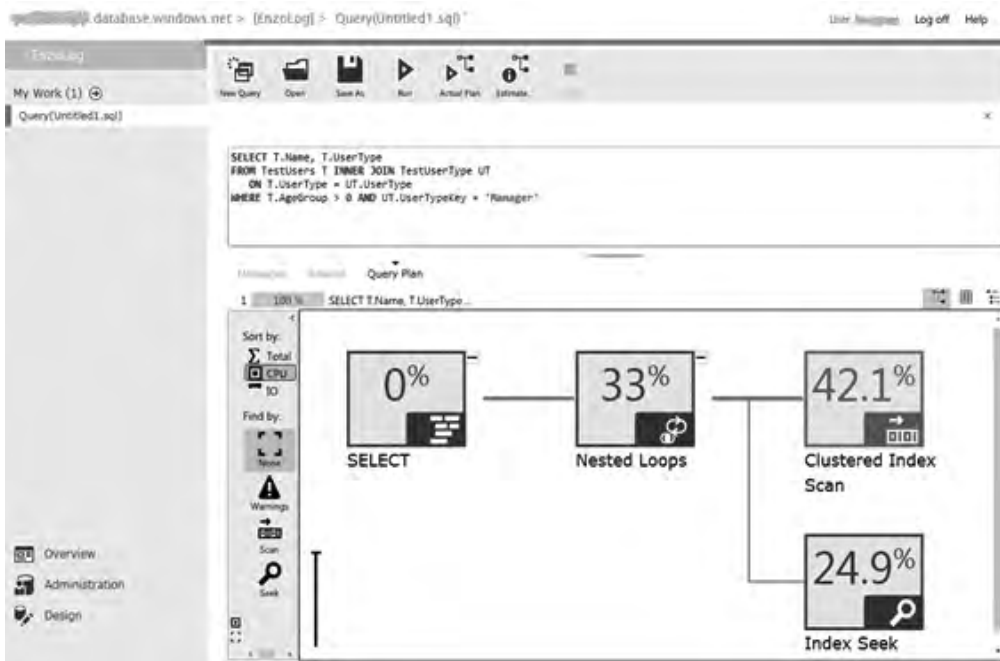 database.windows.net > [EnzoLog] > Query(Untitled1.sql)*
User Log off Help
EnzoLog
My Work (1)
Query(Untitled1.sql)
New Query Open Save As Run Actual Plan Estimate..
SELECT T.Name, T.UserType
FROM TestUsers T INNER JOIN TestUserType UT
ON T.UserType = UT.UserType
WHERE T.AgeGroup > 0 AND UT.UserTypeKey = 'Manager'
Messages Results Query Plan
1 100 % SELECT T.Name, T.UserType...
Sort by:
Total
CPU
IO
Find by:
None
Warnings
Scan
Seek
0%
SELECT
33%
Nested Loops
42.1%
Clustered Index
Scan
24.9%
Index Seek
Overview
Administration
Design